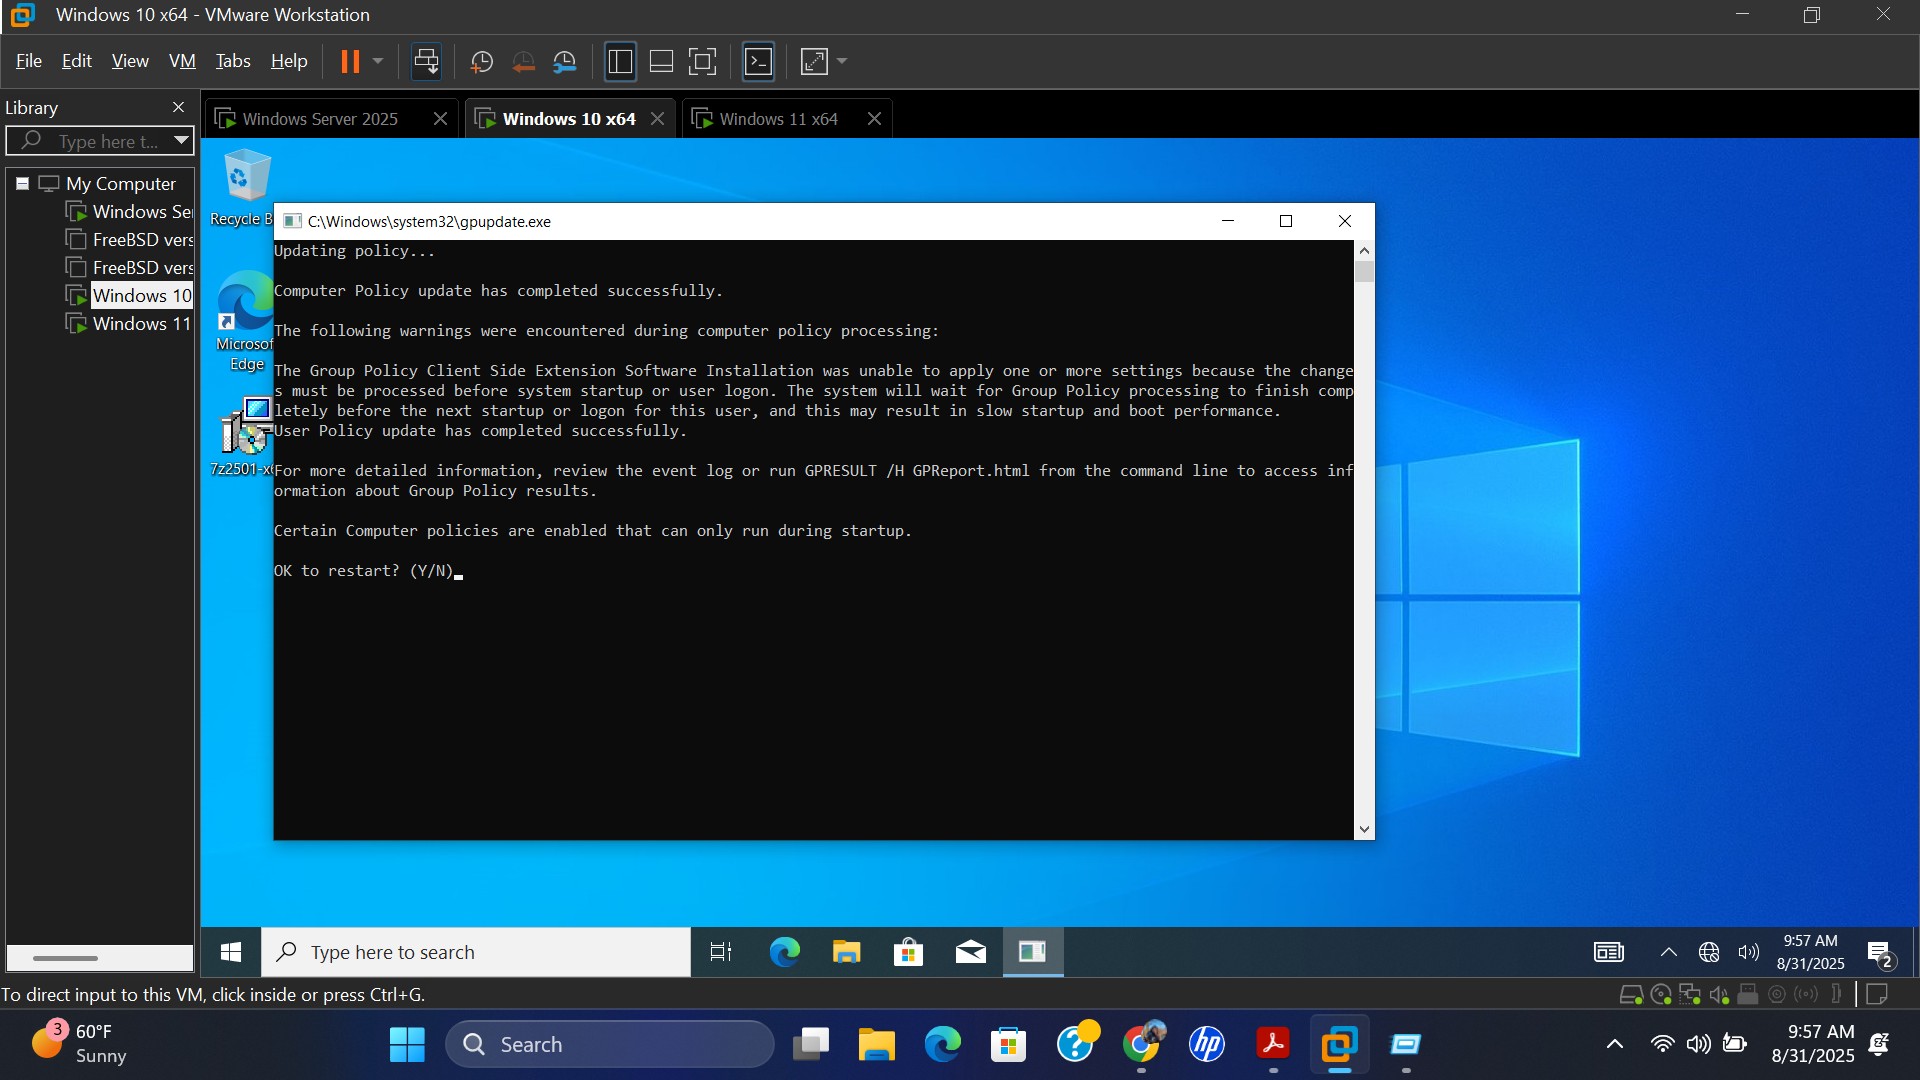 Windows 10 x64 - VMware Workstation
File Edit View VM Tabs Help
Library
Type here t...
My Computer
Windows Ser
FreeBSD vers
FreeBSD vers
Windows 10
Windows 11
Windows Server 2025
Windows 10 x64
Windows 11 x64
Recycle B
Microsof
Edge
7z2501-x
C:\Windows\system32\gpupdate.exe
Updating policy...
Computer Policy update has completed successfully.
The following warnings were encountered during computer policy processing:
The Group Policy Client Side Extension Software Installation was unable to apply one or more settings because the change
s must be processed before system startup or user logon. The system will wait for Group Policy processing to finish comp
letely before the next startup or logon for this user, and this may result in slow startup and boot performance.
User Policy update has completed successfully.
For more detailed information, review the event log or run GPRESULT /H GPReport.html from the command line to access inf
ormation about Group Policy results.
Certain Computer policies are enabled that can only run during startup.
OK to restart? (Y/N)
Type here to search
9:57 AM
8/31/2025
2
To direct input to this VM, click inside or press Ctrl+G.
3
60°F
Sunny
Search
hp
9:57 AM
8/31/2025